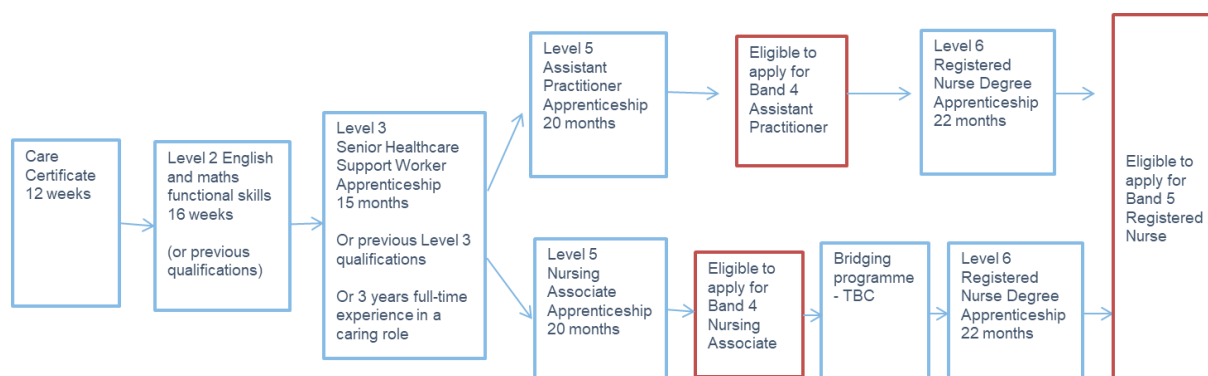 Care
Certificate
12 weeks
Level 2 English
and maths
functional skills
16 weeks
(or previous
qualifications)
Level 3
Senior Healthcare
Support Worker
Apprenticeship
15 months
Or previous Level 3
qualifications
Or 3 years full-time
experience in a
caring role
Level 5
Assistant
Practitioner
Apprenticeship
20 months
Eligible to
apply for
Band 4
Assistant
Practitioner
Level 6
Registered
Nurse Degree
Apprenticeship
22 months
Level 5
Nursing
Associate
Apprenticeship
20 months
Eligible to
apply for
Band 4
Nursing
Associate
Bridging
programme
- TBC
Level 6
Registered
Nurse Degree
Apprenticeship
22 months
Eligible to
apply for
Band 5
Registered
Nurse